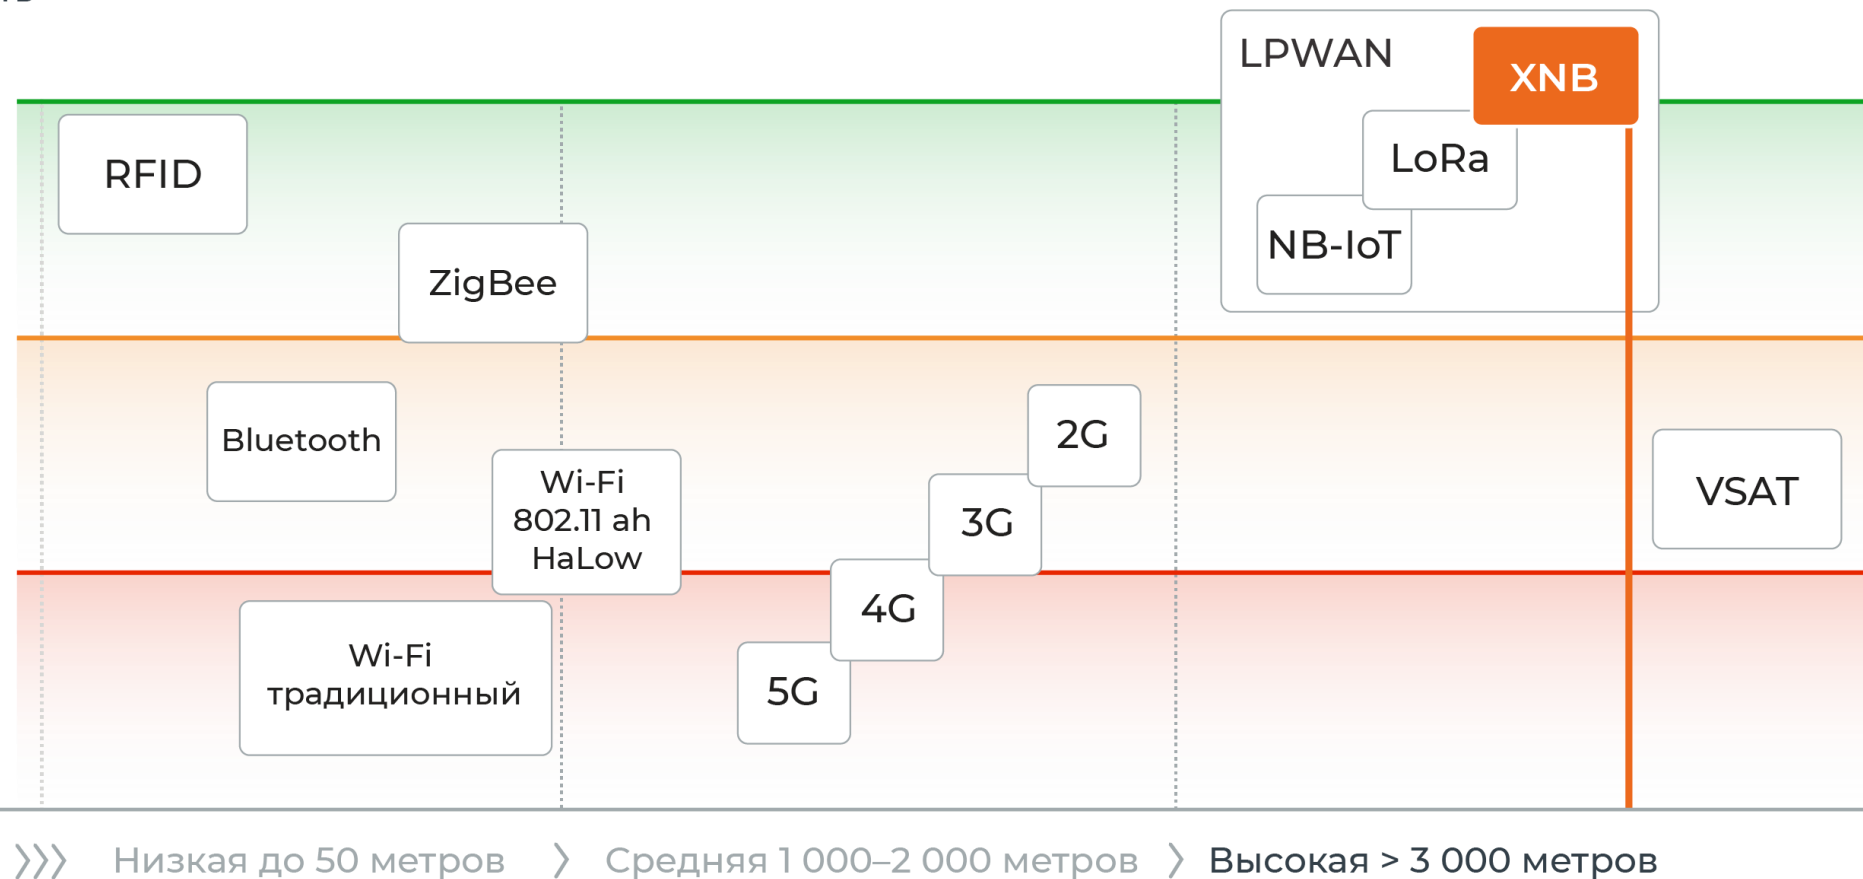 LPWAN
XNB
RFID
LoRa
NB-IoT
ZigBee
Bluetooth
2G
Wi-Fi
802.11 ah
HaLow
3G
VSAT
4G
Wi-Fi
традиционный
5G
Низкая до 50 метров
Средняя 1 000–2 000 метров
Высокая > 3 000 метров